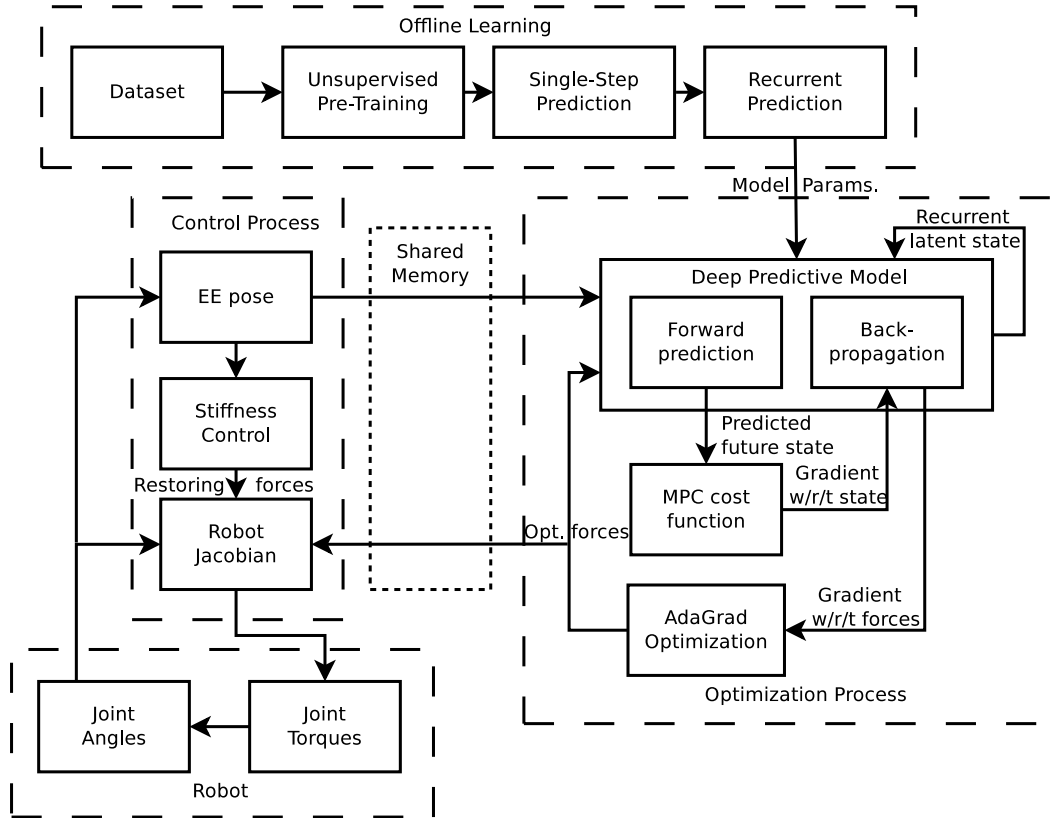 Offline Learning
Dataset
Unsupervised
Pre-Training
Single-Step
Prediction
Recurrent
Prediction
Model Params.
Control Process
EE pose
Stiffness
Control
Restoring forces
Robot
Jacobian
Shared
Memory
Recurrent
latent state
Deep Predictive Model
Forward
prediction
Back-
propagation
Predicted
future state
Gradient
w/r/t state
MPC cost
function
Opt. forces
Gradient
w/r/t forces
AdaGrad
Optimization
Optimization Process
Joint
Angles
Joint
Torques
Robot